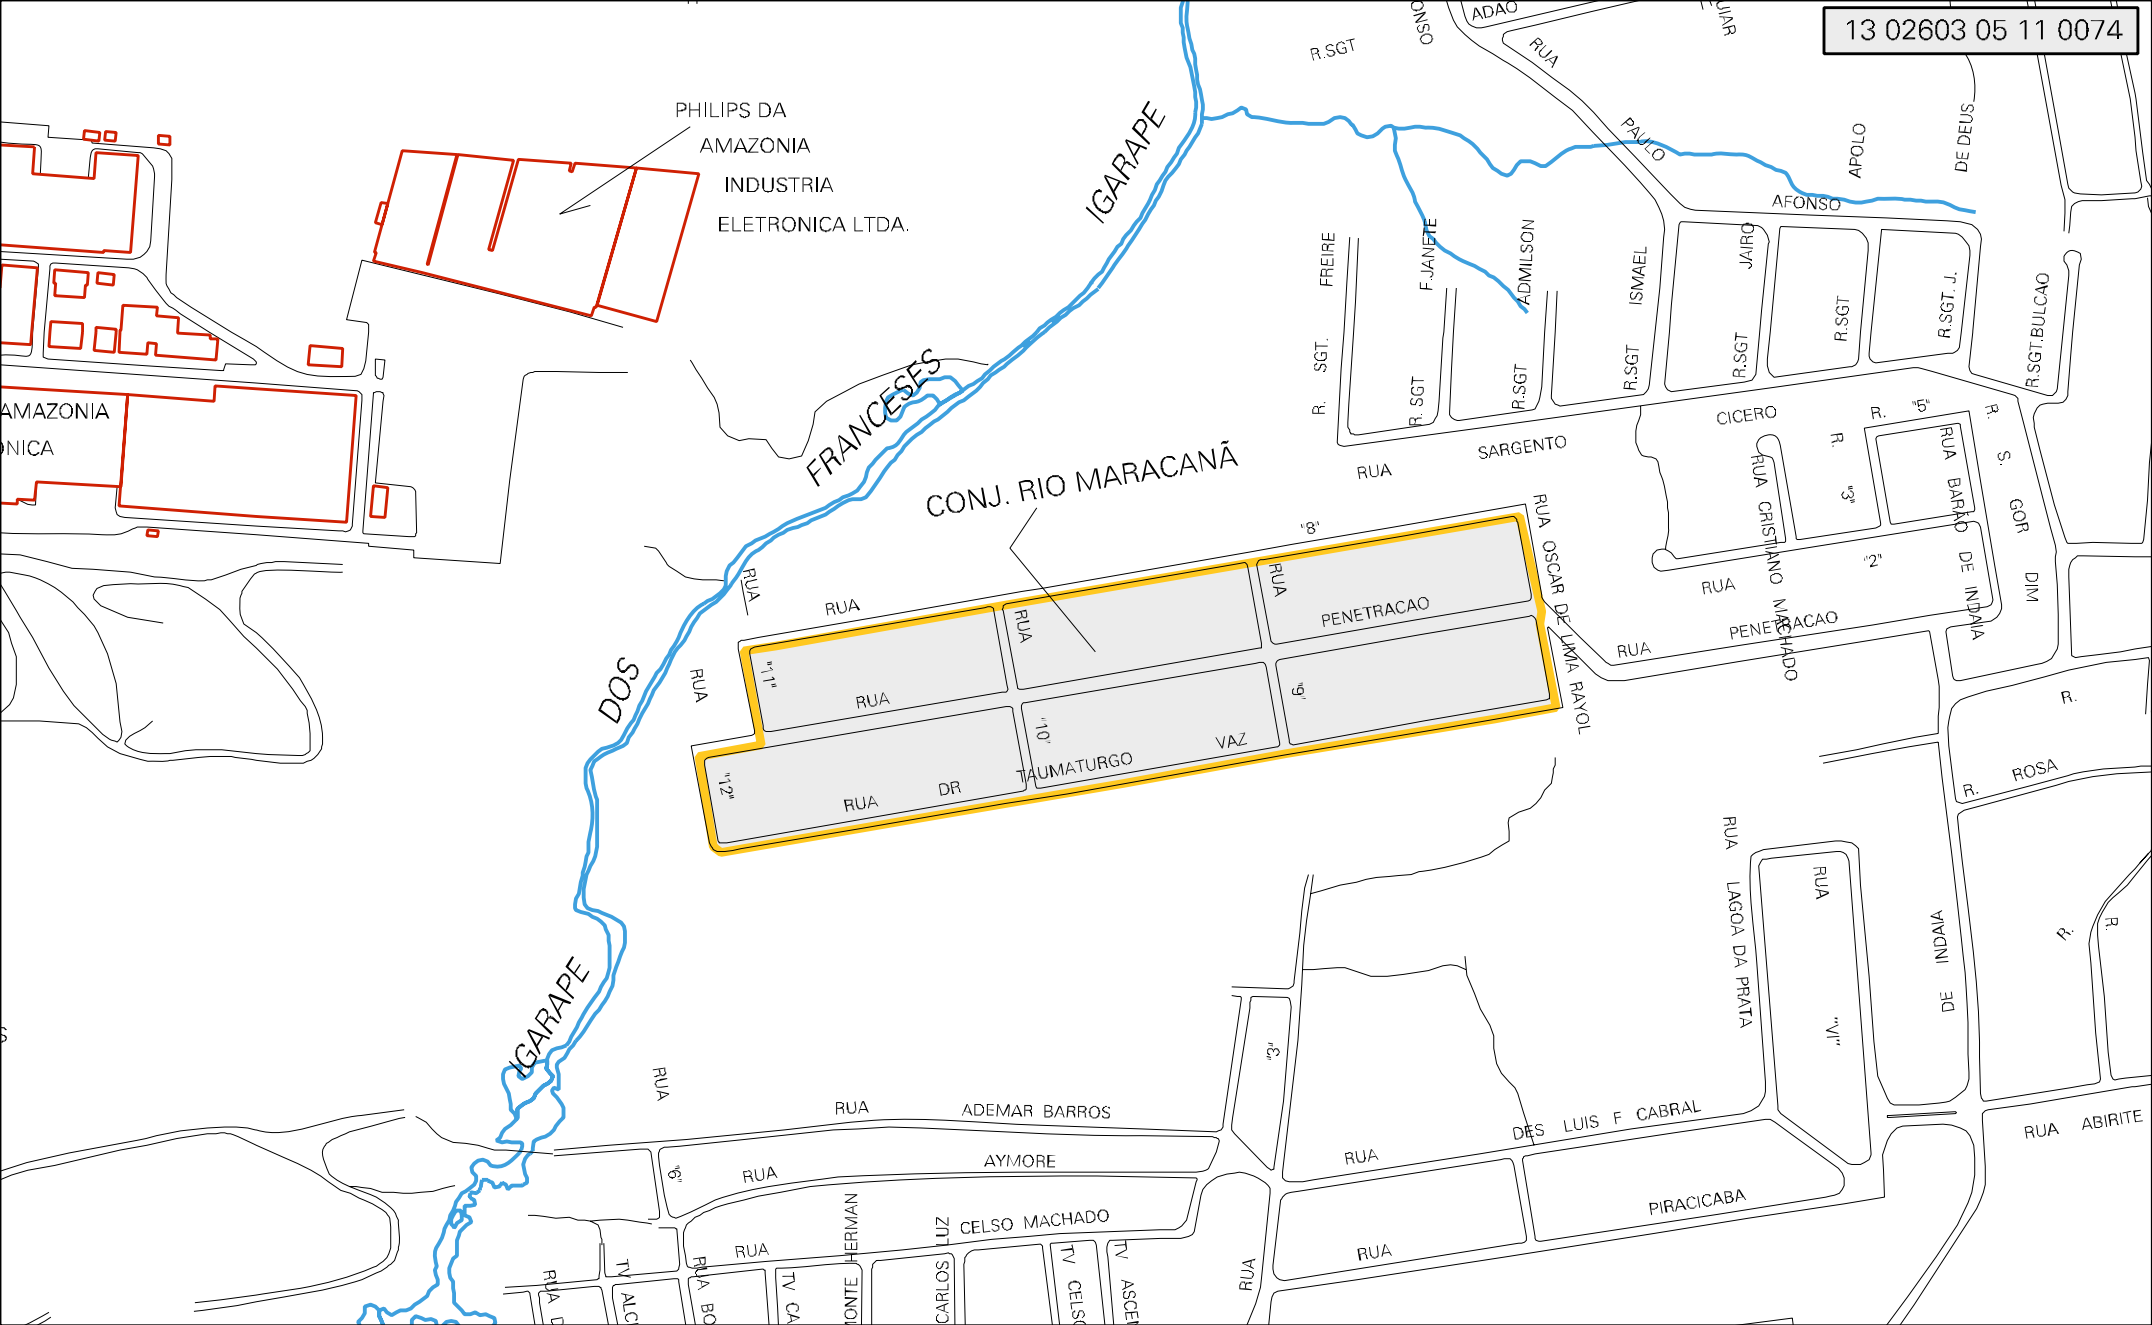 13 02603 05 11 0074
ADAO
R.SGT
RUA
PAULO
APOLO
DE DEUS
AFONSO
PHILIPS DA
AMAZONIA
INDUSTRIA
ELETRONICA LTDA.
IGARAPE
FRANCESES
DOS
IGARAPE
R. SGT. FREIRE
R. SGT F.JANETE
R.SGT ADMILSON
R.SGT ISMAEL
R.SGT JAIRO
R.SGT
R.SGT. J.
R.SGT.BULCAO
AMAZONIA
RUA SARGENTO CICERO
R. "5"
R. "3"
RUA BARÃO DE INDAIA
R. S. GOR DIM
RUA CRISTIANO MACHADO
RUA "2"
RUA PENETRACAO
CONJ. RIO MARACANÃ
RUA "8"
RUA OSCAR DE LIMA RAYOL
RUA "11"
RUA "10"
RUA "9"
RUA PENETRACAO
RUA "12"
RUA DR TAUMATURGO VAZ
R.
R. ROSA
RUA LAGOA DA PRATA
RUA "VI"
DE INDAIA
R.
R.
"3"
RUA
"6"
RUA ADEMAR BARROS
RUA AYMORE
RUA CELSO MACHADO
RUA DES LUIS F CABRAL
RUA PIRACICABA
RUA ABIRITE
RUA
CARLOS LUZ
TV CELSO